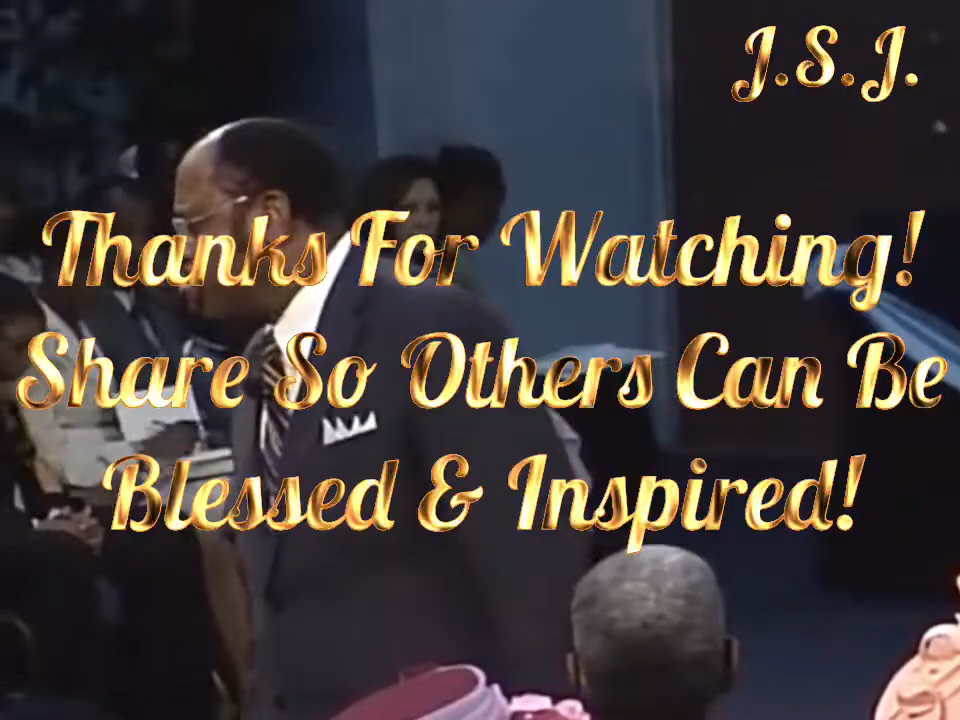 J.S.J.
Thanks For Watching!
Share So Others Can Be
Blessed & Inspired!